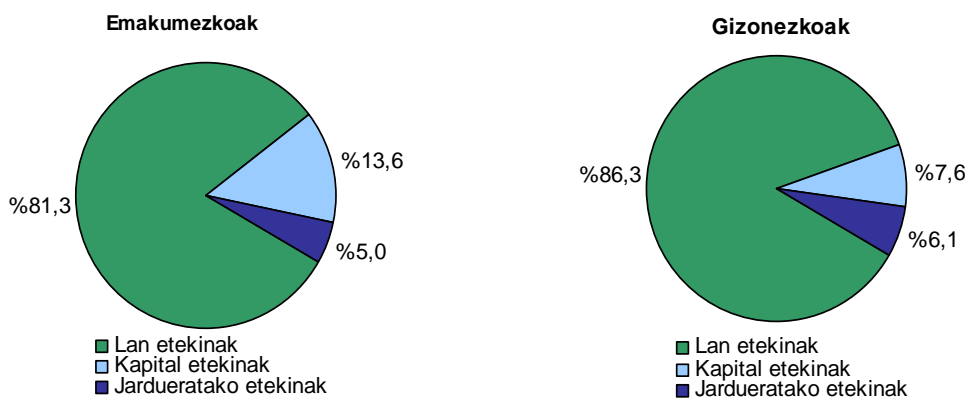 Emakumezkoak
%13,6
%81,3
%5,0
Lan etekinak
Kapital etekinak
Jardueratako etekinak
Gizonezkoak
%7,6
%86,3
%6,1
Lan etekinak
Kapital etekinak
Jardueratako etekinak